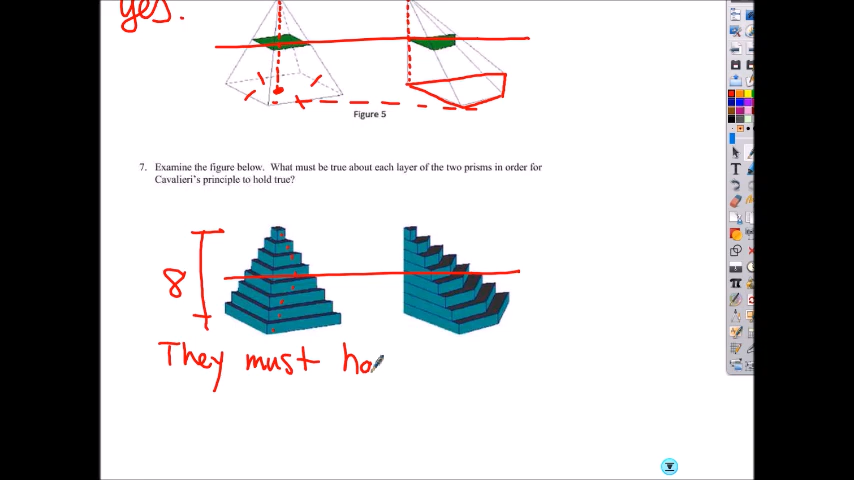 yes.
Figure 5
7. Examine the figure below. What must be true about each layer of the two prisms in order for
Cavalieri's principle to hold true?
8
They must ha